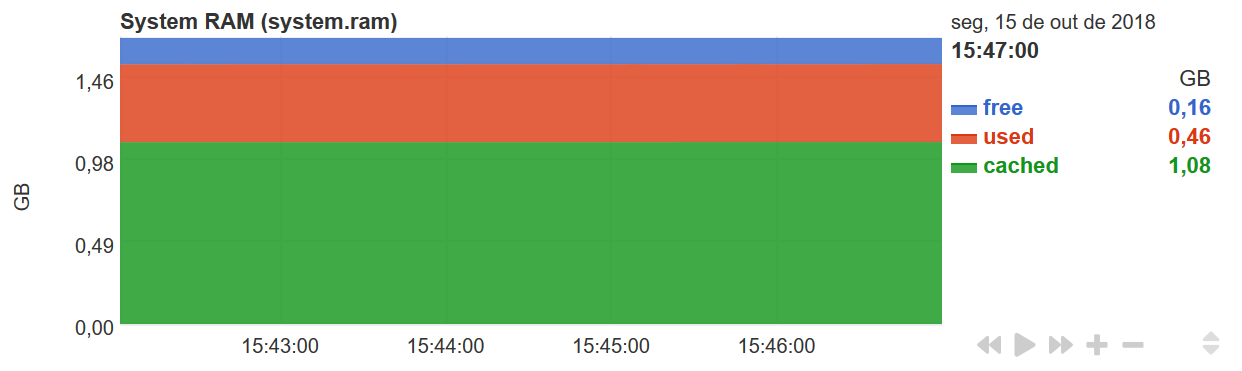 System RAM (system.ram)
seg, 15 de out de 2018
15:47:00
GB
free 0,16
used 0,46
cached 1,08
GB
1,46
0,98
0,49
0,00
15:43:00 15:44:00 15:45:00 15:46:00